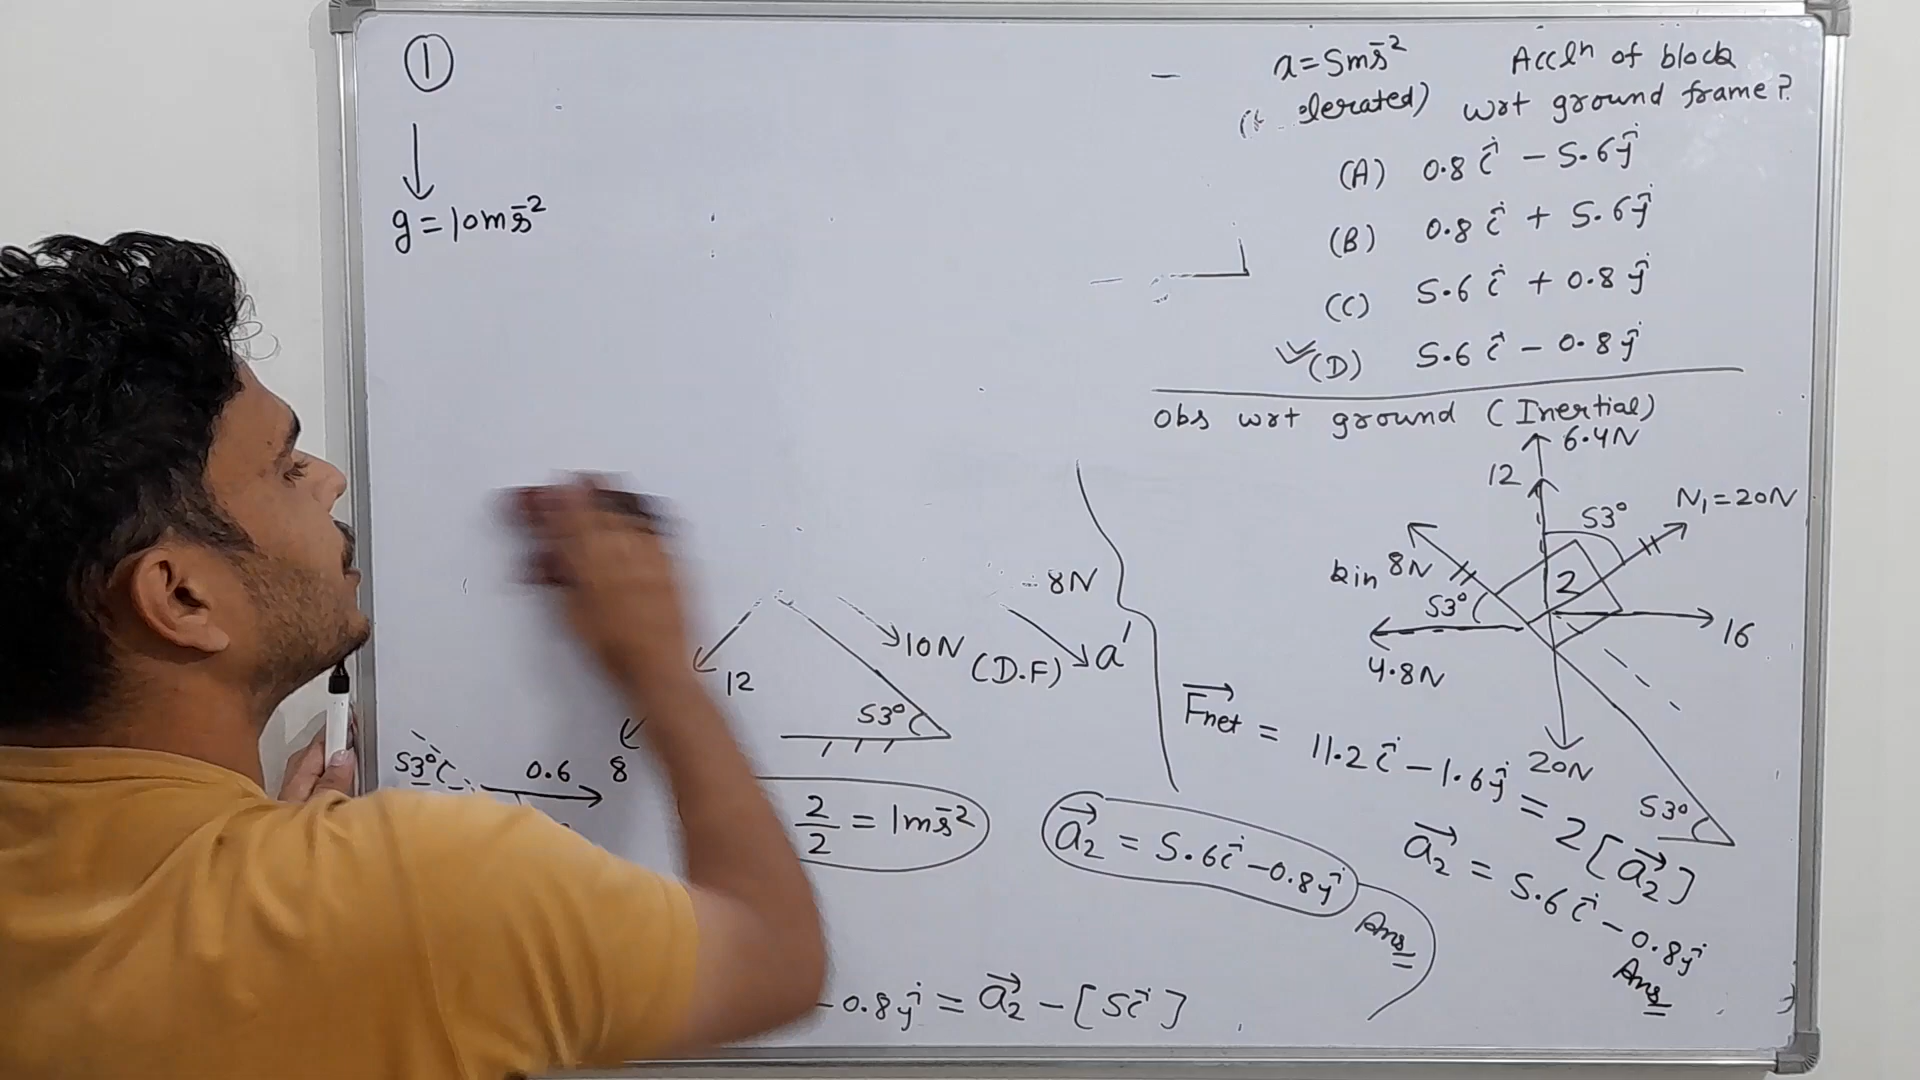 ①
g = 10ms⁻²
a = 5ms⁻² Acclⁿ of block
lerated) wrt ground frame?
(A) 0.8 î - 5.6 ĵ
(B) 0.8 î + 5.6 ĵ
(C) 5.6 î + 0.8 ĵ
(D) 5.6 î - 0.8 ĵ
obs wrt ground (Inertial)
6.4N
12
53°
N₁ = 20N
kin 8N
53°
2
4.8N
16
20N
53°
8N
10N
(D.F)
a'
12
53°
53°
0.6
8
2/2 = 1ms⁻²
a⃗₂ = 5.6î - 0.8ĵ
Ans
- 0.8ĵ = a⃗₂ - [5î]
F⃗net = 11.2î - 1.6ĵ = 2[a⃗₂]
a⃗₂ = 5.6î - 0.8ĵ
Ans